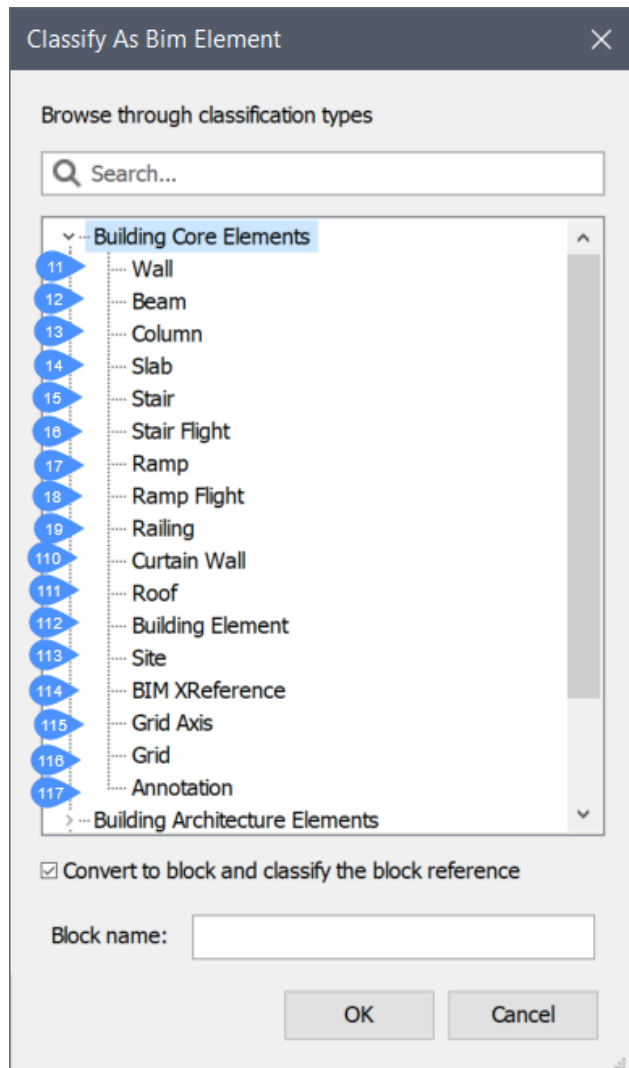 Classify As Bim Element
Browse through classification types
Search...
Building Core Elements
11 Wall
12 Beam
13 Column
14 Slab
15 Stair
16 Stair Flight
17 Ramp
18 Ramp Flight
19 Railing
110 Curtain Wall
111 Roof
112 Building Element
113 Site
114 BIM XReference
115 Grid Axis
116 Grid
117 Annotation
Building Architecture Elements
Convert to block and classify the block reference
Block name:
OK Cancel